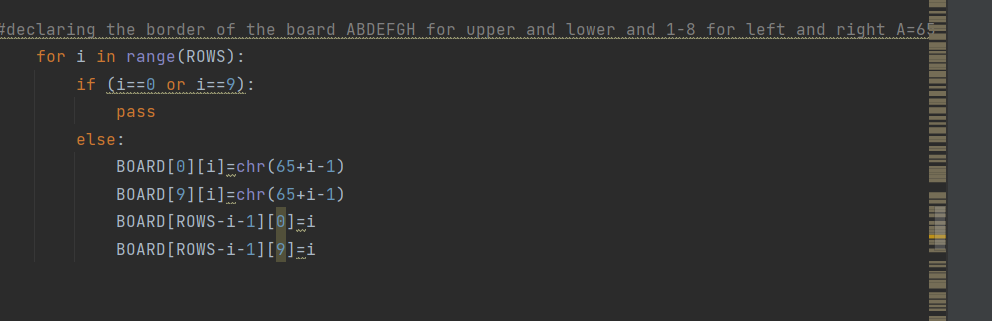 #declaring the border of the board ABDEFGH for upper and lower and 1-8 for left and right A=65
for i in range(ROWS):
if (i==0 or i==9):
pass
else:
BOARD[0][i]=chr(65+i-1)
BOARD[9][i]=chr(65+i-1)
BOARD[ROWS-i-1][0]=i
BOARD[ROWS-i-1][9]=i